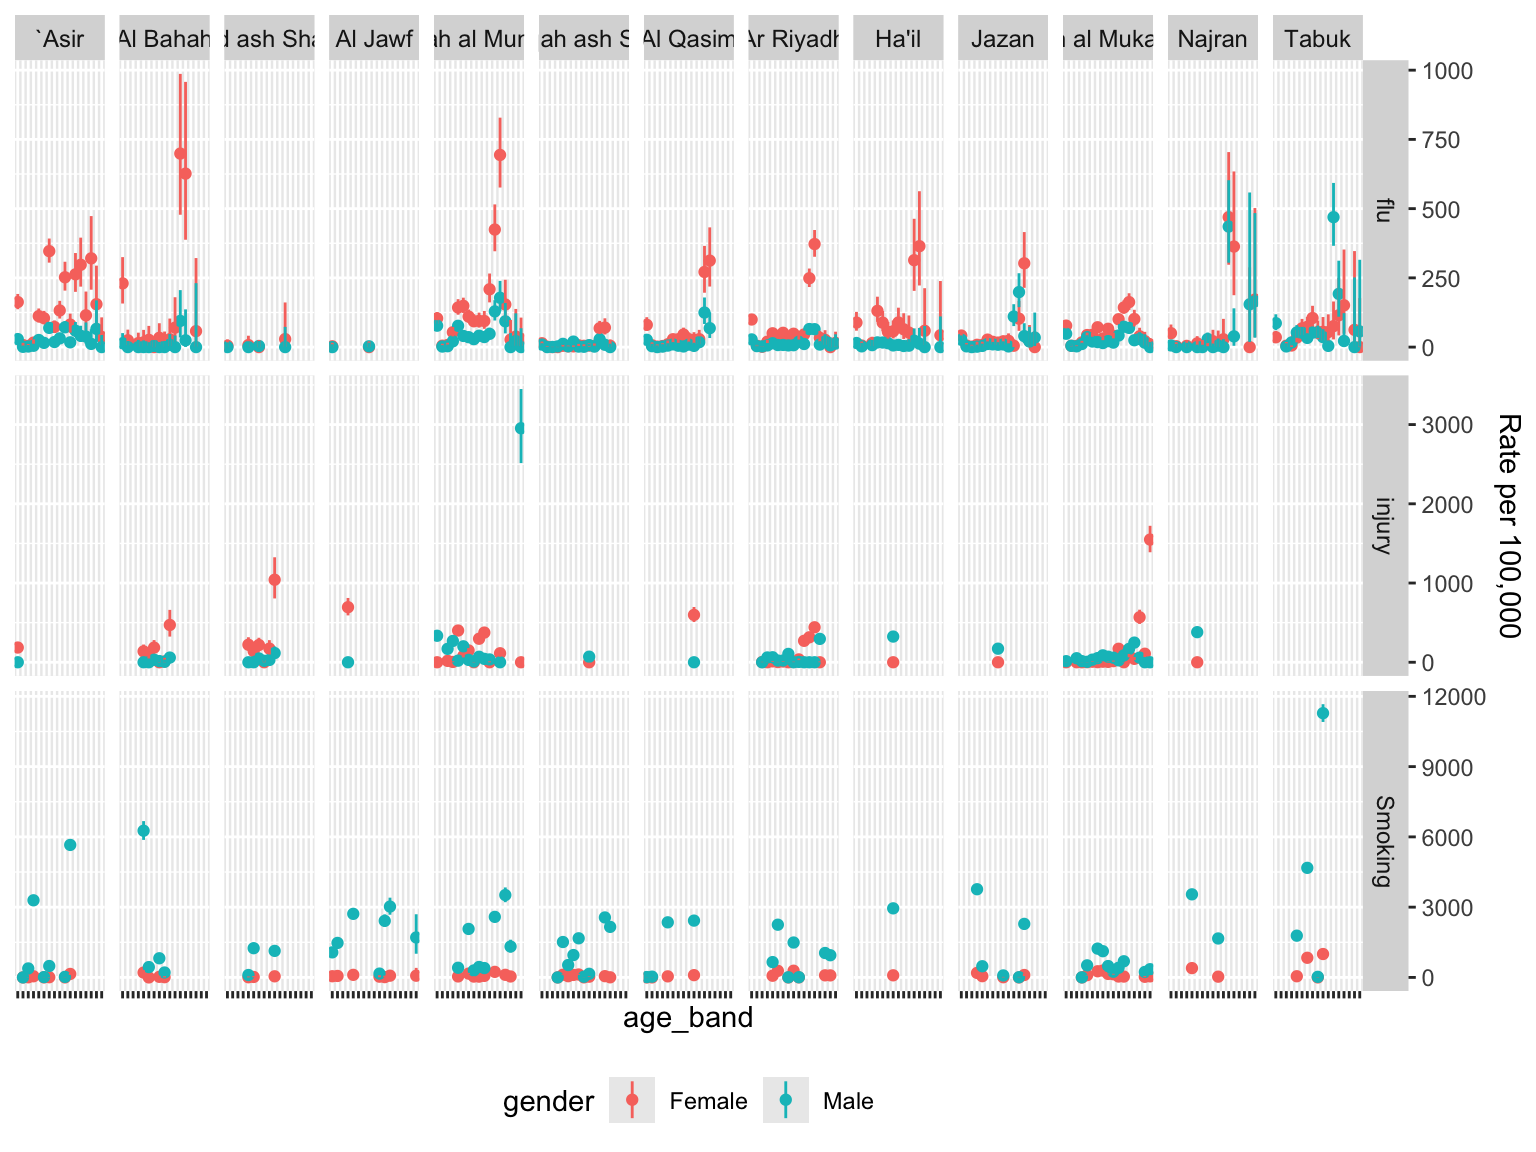 `Asir
Al Bahah
d ash Sha
Al Jawf
ah al Mun
ah ash S
Al Qasim
Ar Riyadh
Ha'il
Jazan
n al Muka
Najran
Tabuk
1000
750
500
250
0
flu
3000
2000
1000
0
injury
12000
9000
6000
3000
0
Smoking
Rate per 100,000
age_band
gender
Female
Male